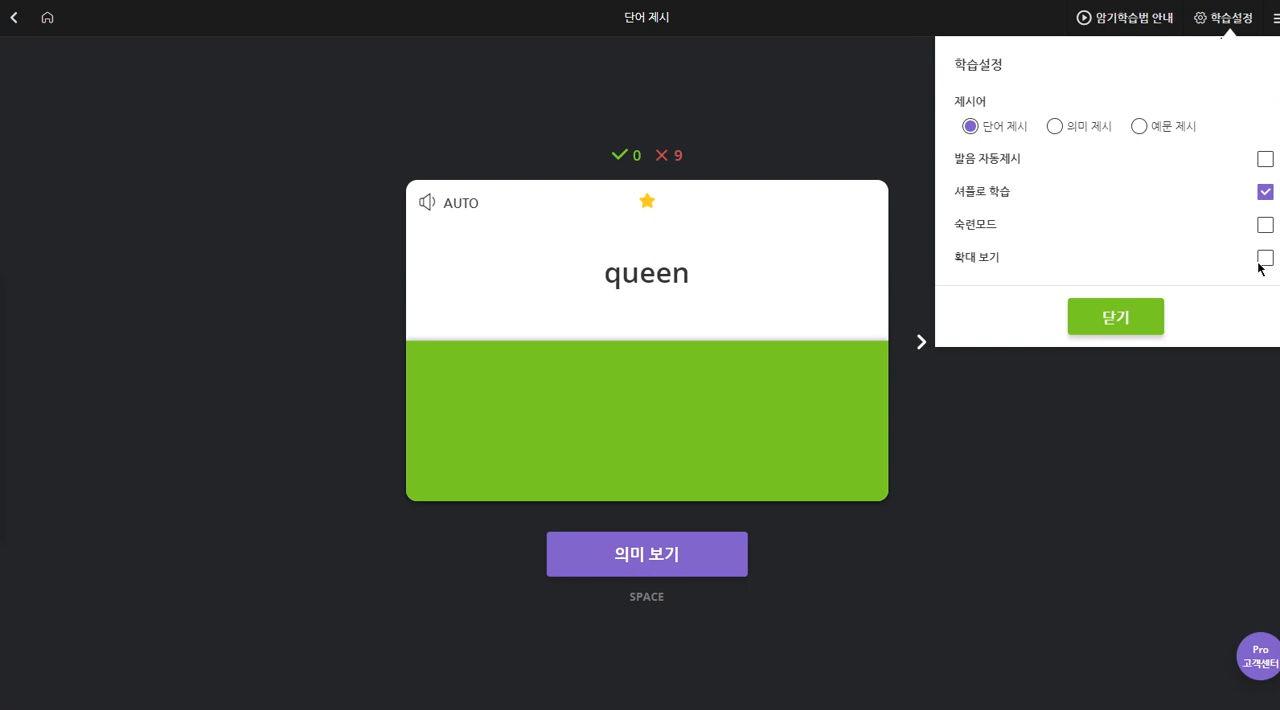 단어 제시
암기학습법 안내
학습설정
학습설정
제시어
단어 제시
의미 제시
예문 제시
발음 자동제시
셔플로 학습
숙련모드
확대 보기
닫기
0
9
AUTO
queen
의미 보기
SPACE
Pro
고객센터